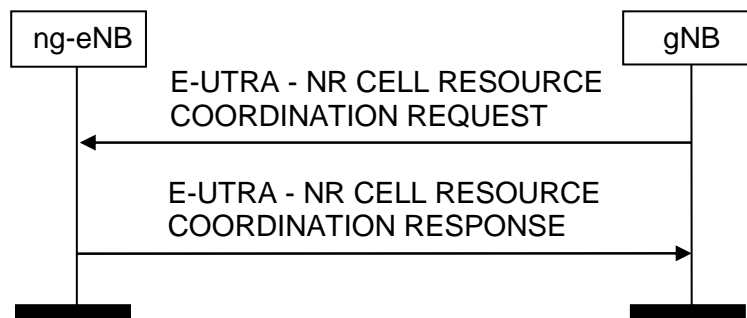 ng-eNB
gNB
E-UTRA - NR CELL RESOURCE
COORDINATION REQUEST
E-UTRA - NR CELL RESOURCE
COORDINATION RESPONSE